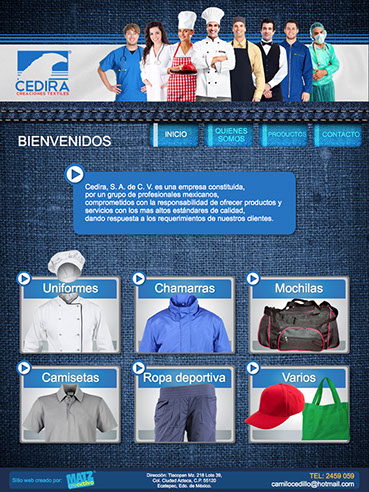 CEDIRA
CREACIONES TEXTILES
BIENVENIDOS
INICIO
QUIENES
SOMOS
PRODUCTOS
CONTACTO
Cedira, S. A. de C. V. es una empresa constituida,
por un grupo de profesionales mexicanos,
comprometidos con la responsabilidad de ofrecer productos y
servicios con los mas altos estándares de calidad,
dando respuesta a los requerimientos de nuestros clientes.
Uniformes
Chamarras
Mochilas
Camisetas
Ropa deportiva
Varios
Sitio web creado por:
MATZ
Dirección: Tlacopan Mz. 218 Lote 39,
Col. Ciudad Azteca, C.P. 55120
Ecatepec, Edo. de México.
TEL: 2459 059
camilocedillo@hotmail.com